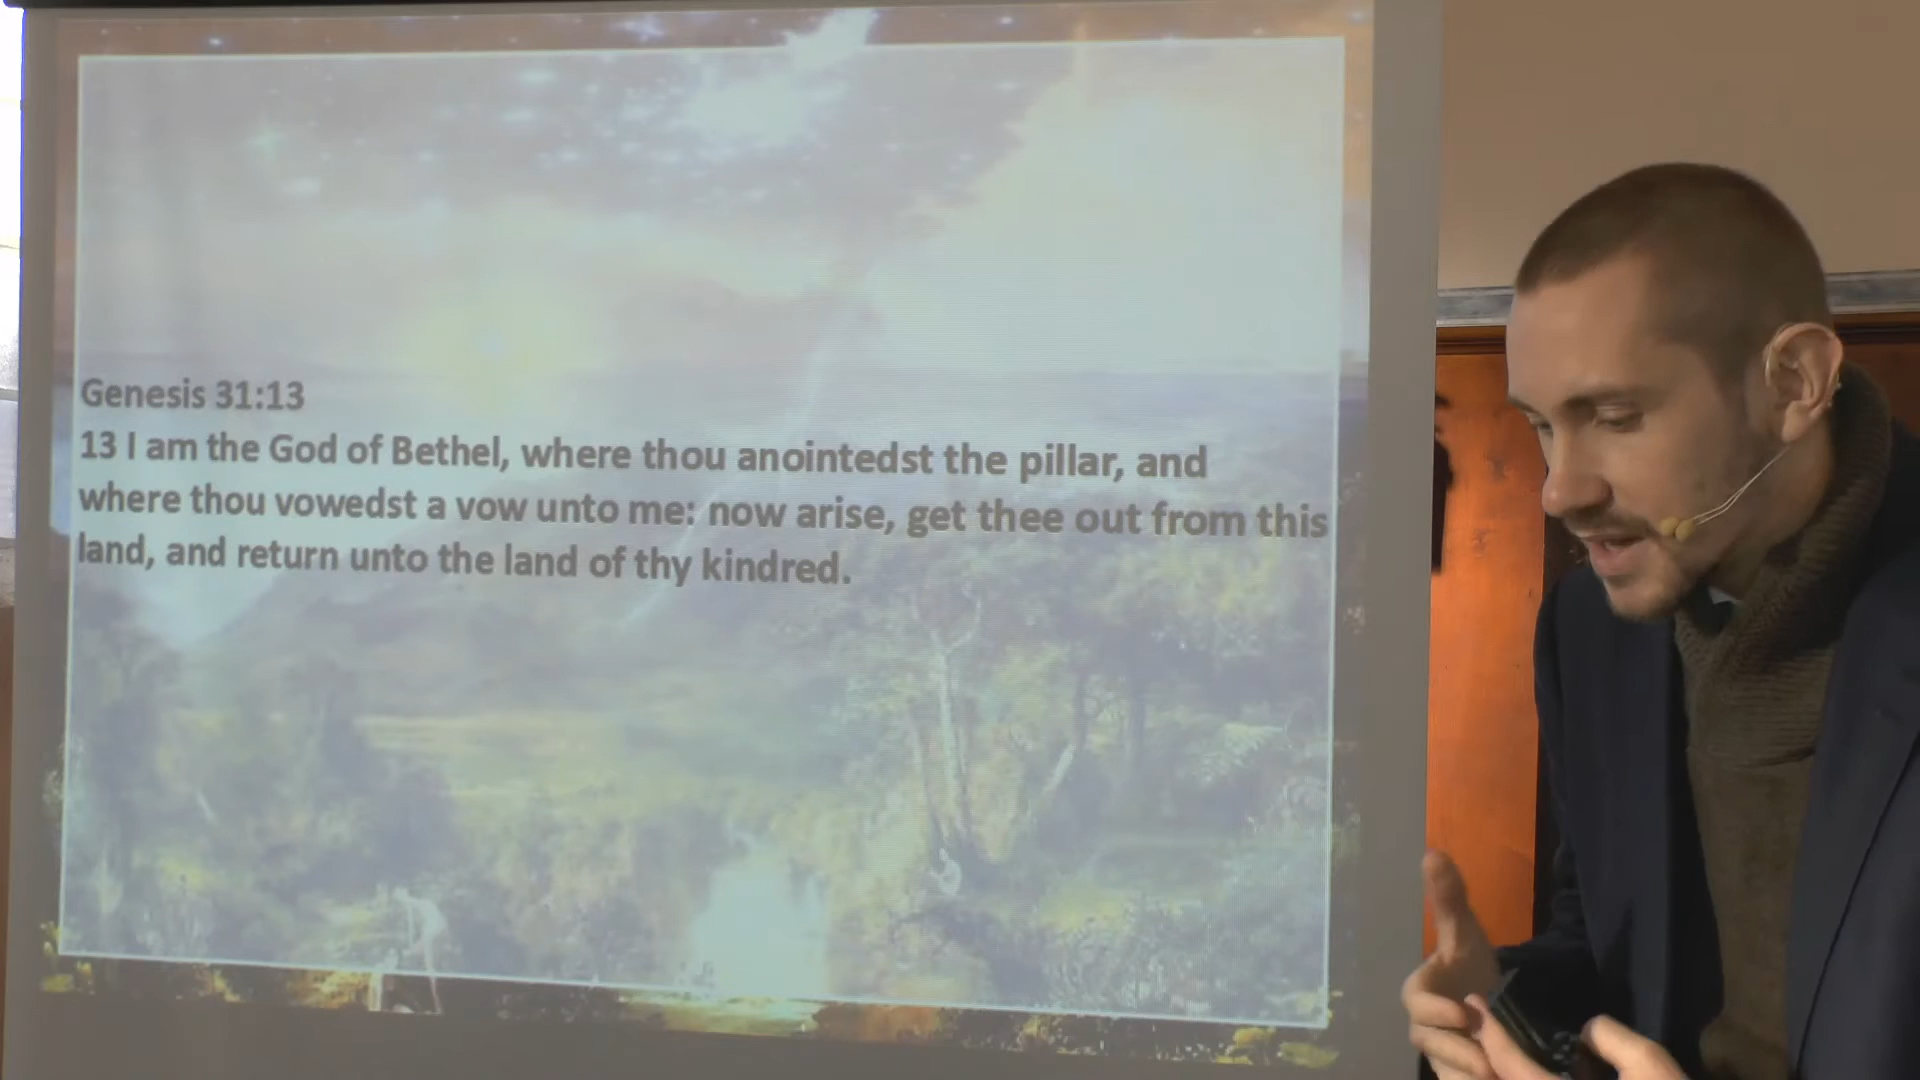 Genesis 31:13
13 I am the God of Bethel, where thou anointedst the pillar, and
where thou vowedst a vow unto me: now arise, get thee out from this
land, and return unto the land of thy kindred.